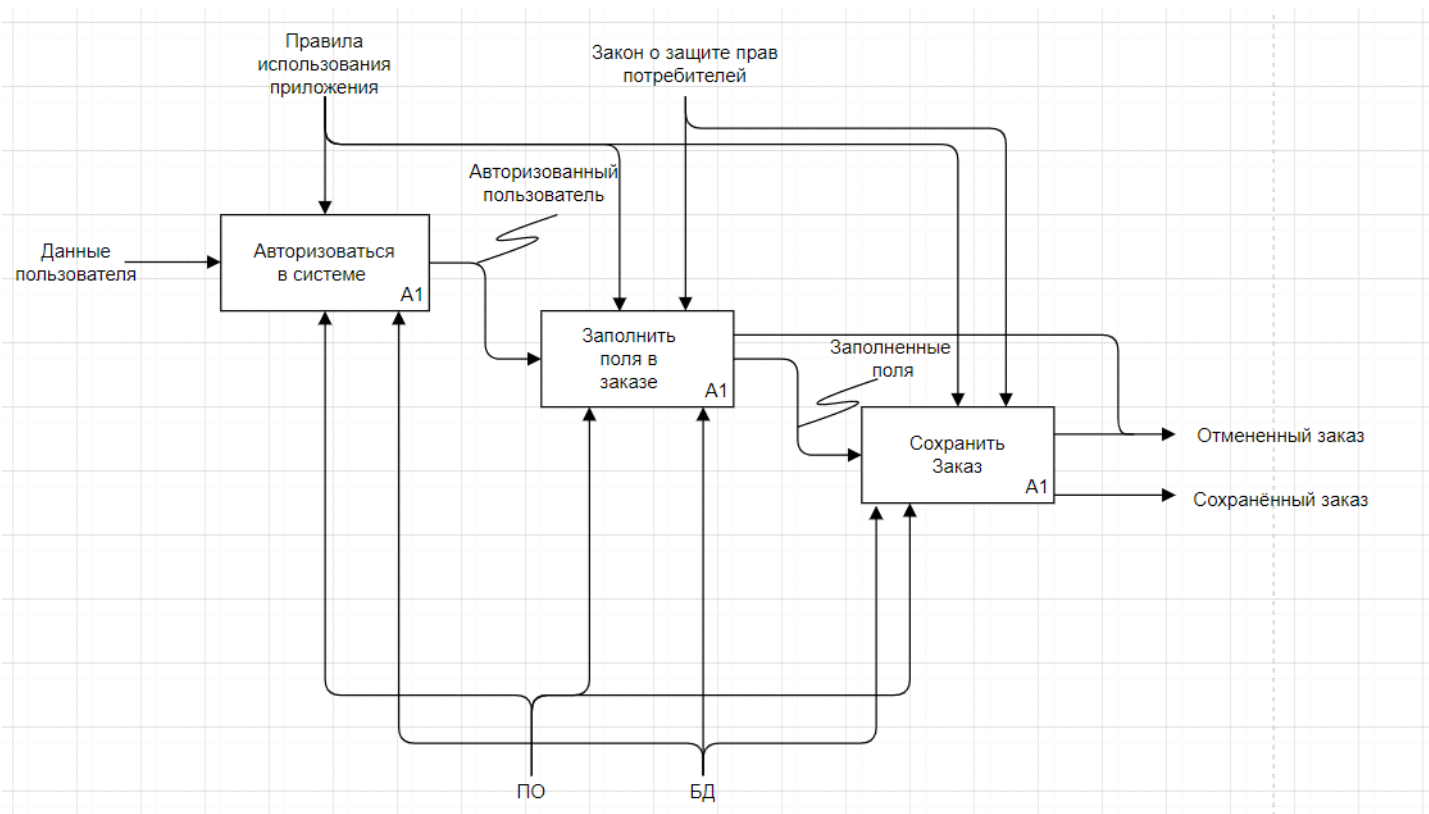 Правила
использования
приложения
Закон о защите прав
потребителей
Авторизованный
пользователь
Данные
пользователя
Авторизоваться
в системе
A1
Заполнить
поля в
заказе
A1
Заполненные
поля
Сохранить
Заказ
A1
Отмененный заказ
Сохранённый заказ
ПО
БД